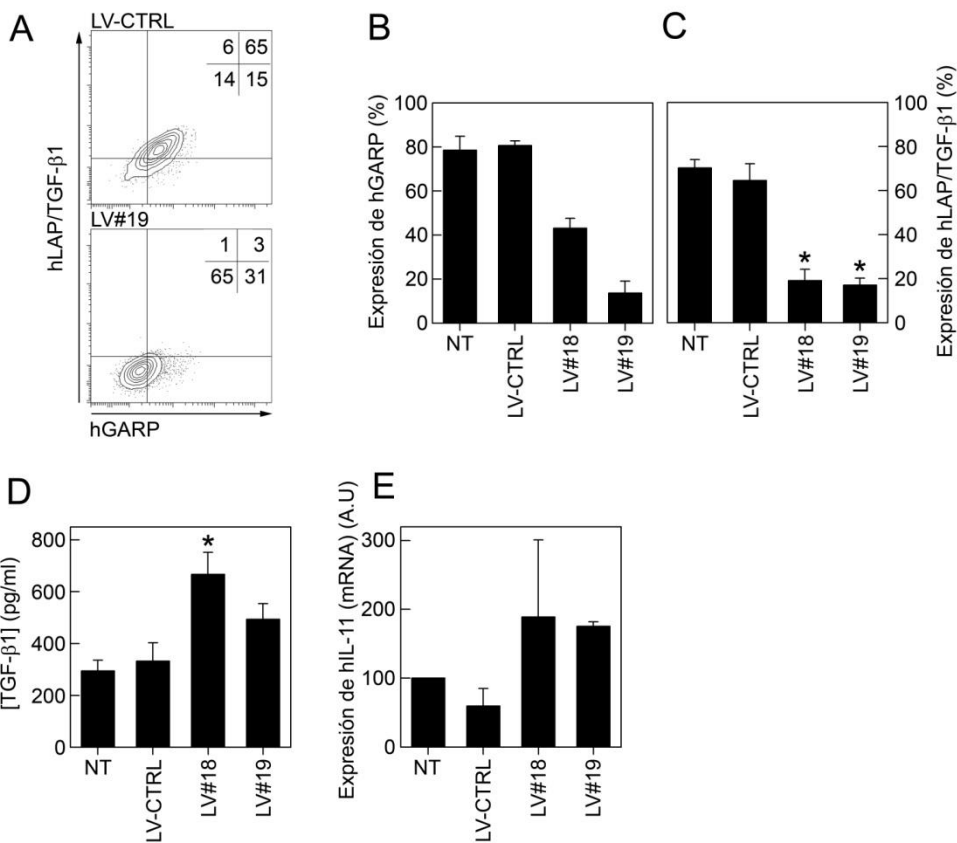 A
LV-CTRL
6 65
14 15
LV#19
1 3
65 31
hLAP/TGF-β1
hGARP
B
Expresión de hGARP (%)
100
80
60
40
20
0
NT
LV-CTRL
LV#18
LV#19
C
Expresión de hLAP/TGF-β1 (%)
100
80
60
40
20
0
*
*
NT
LV-CTRL
LV#18
LV#19
D
[TGF-β1] (pg/ml)
800
600
400
200
0
*
NT
LV-CTRL
LV#18
LV#19
E
Expresión de hIL-11 (mRNA) (A.U)
300
200
100
0
NT
LV-CTRL
LV#18
LV#19